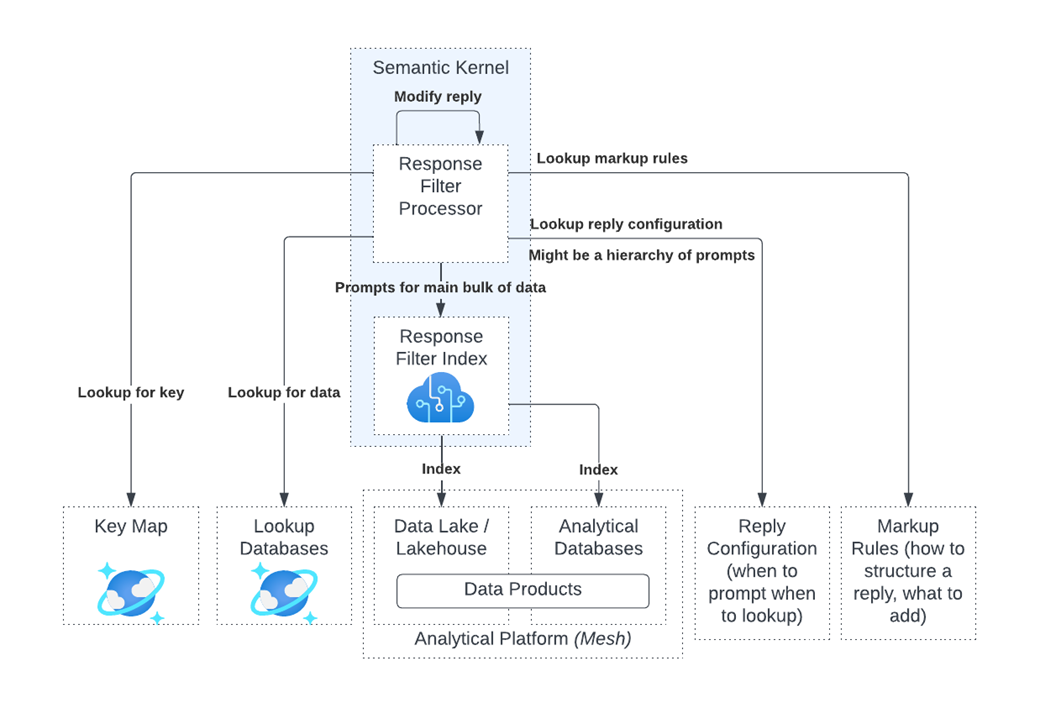 Semantic Kernel
Modify reply
Response
Filter
Processor
Lookup markup rules
Lookup reply configuration
Might be a hierarchy of prompts
Prompts for main bulk of data
Response
Filter Index
Lookup for key
Lookup for data
Index
Index
Key Map
Lookup
Databases
Data Lake /
Lakehouse
Analytical
Databases
Data Products
Analytical Platform (Mesh)
Reply
Configuration
(when to
prompt when
to lookup)
Markup
Rules (how to
structure a
reply, what to
add)